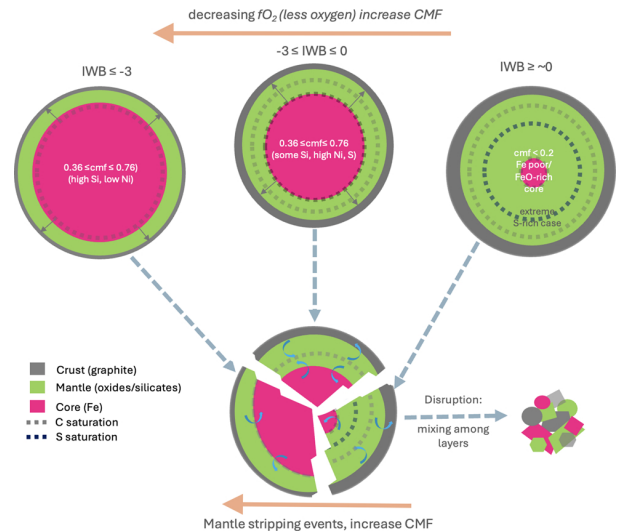 decreasing fO2 (less oxygen) increase CMF
IWB ≤ -3
-3 ≤ IWB ≤ 0
IWB ≥ ~0
0.36 ≤cmf ≤ 0.76)
(high Si, low Ni)
0.36 ≤cmf≤ 0.76
(some Si, high Ni, S)
cmf < 0.2
Fe poor/
FeO-rich
core
extreme
S-rich case
Crust (graphite)
Mantle (oxides/silicates)
Core (Fe)
C saturation
S saturation
Disruption:
mixing among
layers
Mantle stripping events, increase CMF